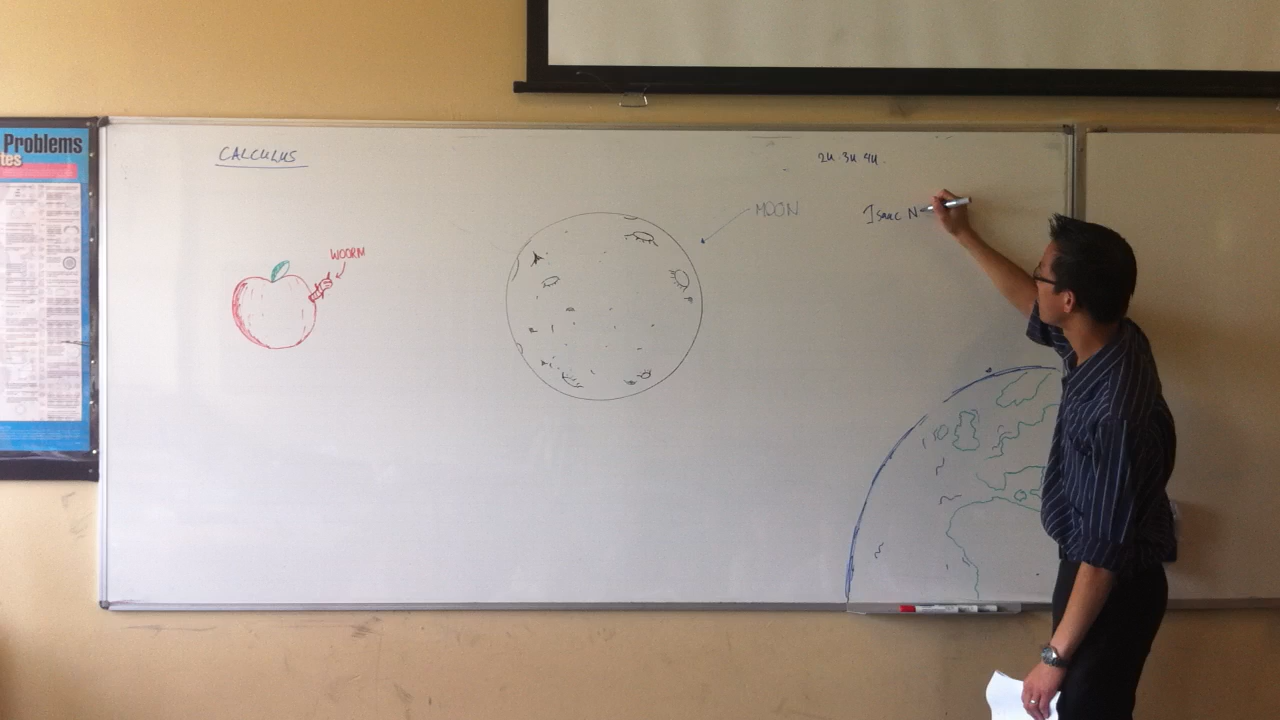 Problems
tes
CALCULUS
2U 3U 4U.
MOON
Isaac N
WOORM